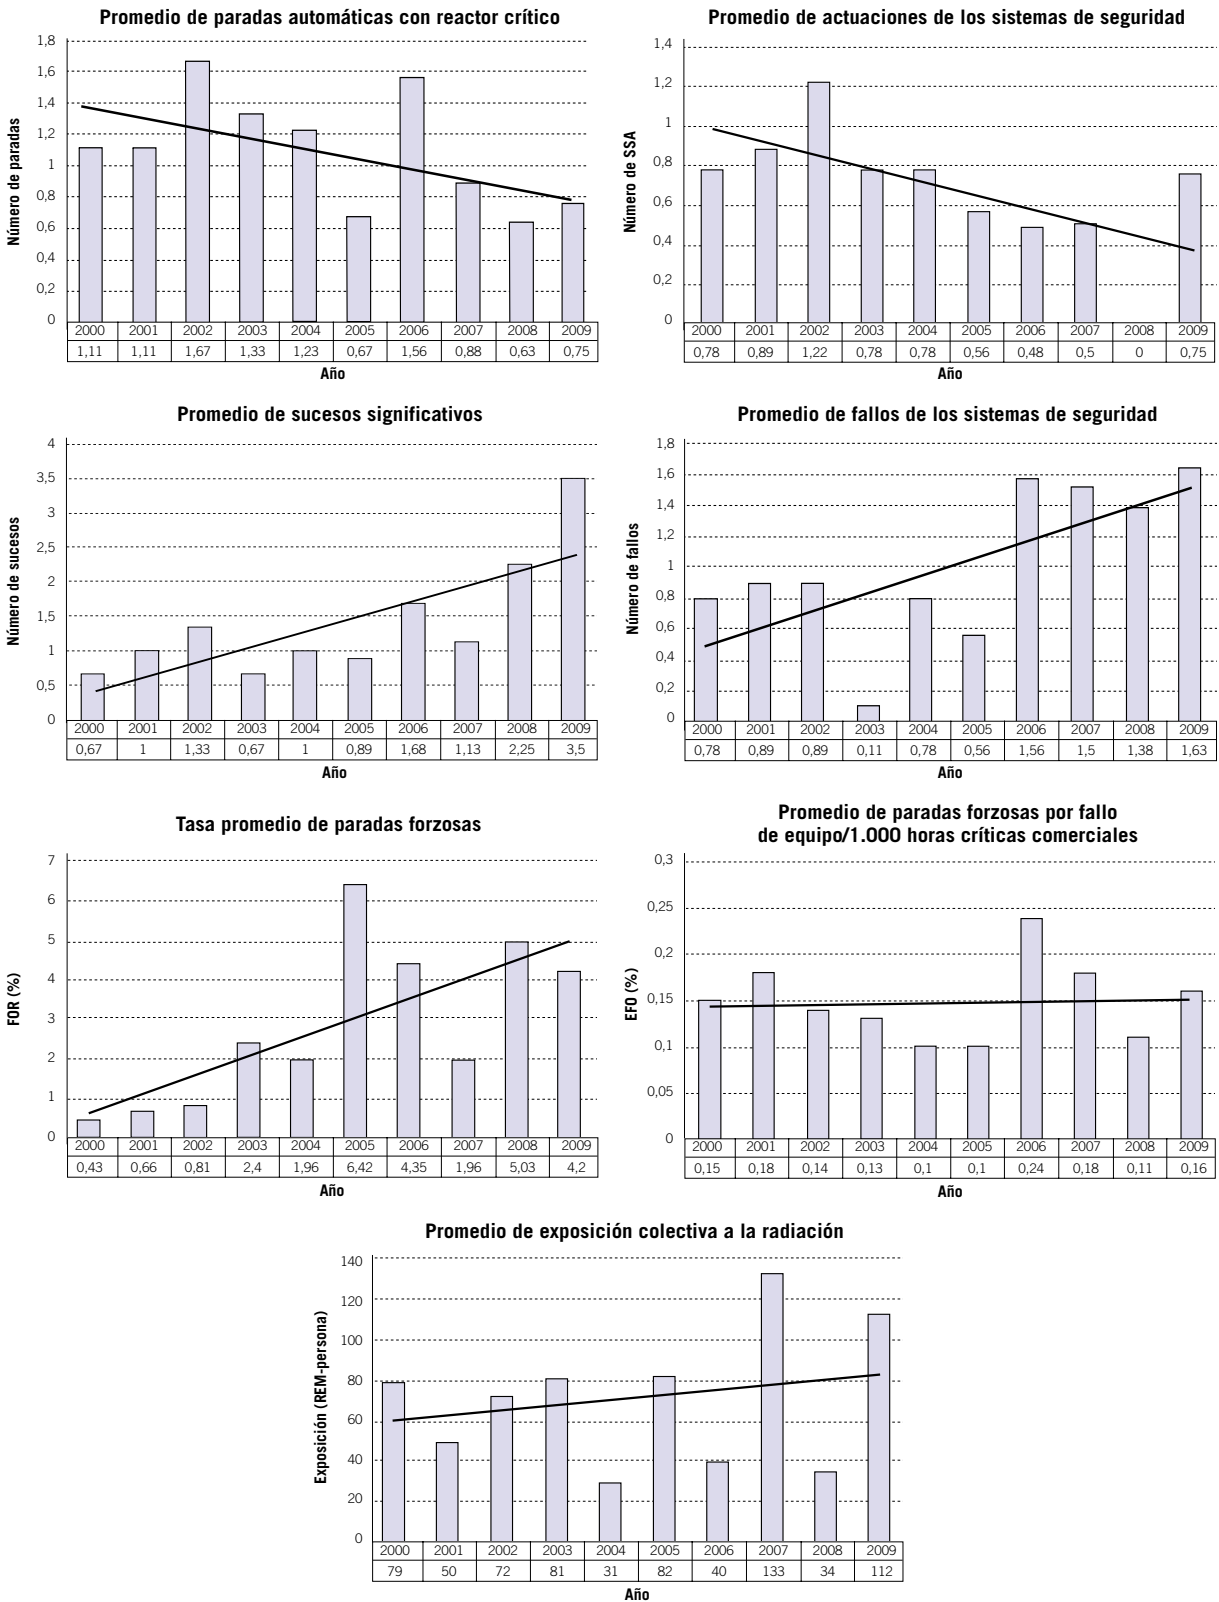 Promedio de paradas automáticas con reactor crítico
1,8
1,6
1,4
1,2
1
0,8
0,6
0,4
0,2
0
Número de paradas
2000 2001 2002 2003 2004 2005 2006 2007 2008 2009
1,11 1,11 1,67 1,33 1,23 0,67 1,56 0,88 0,63 0,75
Año
Promedio de actuaciones de los sistemas de seguridad
1,4
1,2
1
0,8
0,6
0,4
0,2
0
Número de SSA
2000 2001 2002 2003 2004 2005 2006 2007 2008 2009
0,78 0,89 1,22 0,78 0,78 0,56 0,48 0,5 0 0,75
Año
Promedio de sucesos significativos
4
3,5
3
2,5
2
1,5
1
0,5
0
Número de sucesos
2000 2001 2002 2003 2004 2005 2006 2007 2008 2009
0,67 1 1,33 0,67 1 0,89 1,68 1,13 2,25 3,5
Año
Promedio de fallos de los sistemas de seguridad
1,8
1,6
1,4
1,2
1
0,8
0,6
0,4
0,2
0
Número de fallos
2000 2001 2002 2003 2004 2005 2006 2007 2008 2009
0,78 0,89 0,89 0,11 0,78 0,56 1,56 1,5 1,38 1,63
Año
Tasa promedio de paradas forzosas
7
6
5
4
3
2
1
0
FOR (%)
2000 2001 2002 2003 2004 2005 2006 2007 2008 2009
0,43 0,66 0,81 2,4 1,96 6,42 4,35 1,96 5,03 4,2
Año
Promedio de paradas forzosas por fallo
de equipo/1.000 horas críticas comerciales
0,3
0,25
0,2
0,15
0,1
0,05
0
EFO (%)
2000 2001 2002 2003 2004 2005 2006 2007 2008 2009
0,15 0,18 0,14 0,13 0,1 0,1 0,24 0,18 0,11 0,16
Año
Promedio de exposición colectiva a la radiación
140
120
100
80
60
40
20
0
Exposición (REM-persona)
2000 2001 2002 2003 2004 2005 2006 2007 2008 2009
79 50 72 81 31 82 40 133 34 112
Año